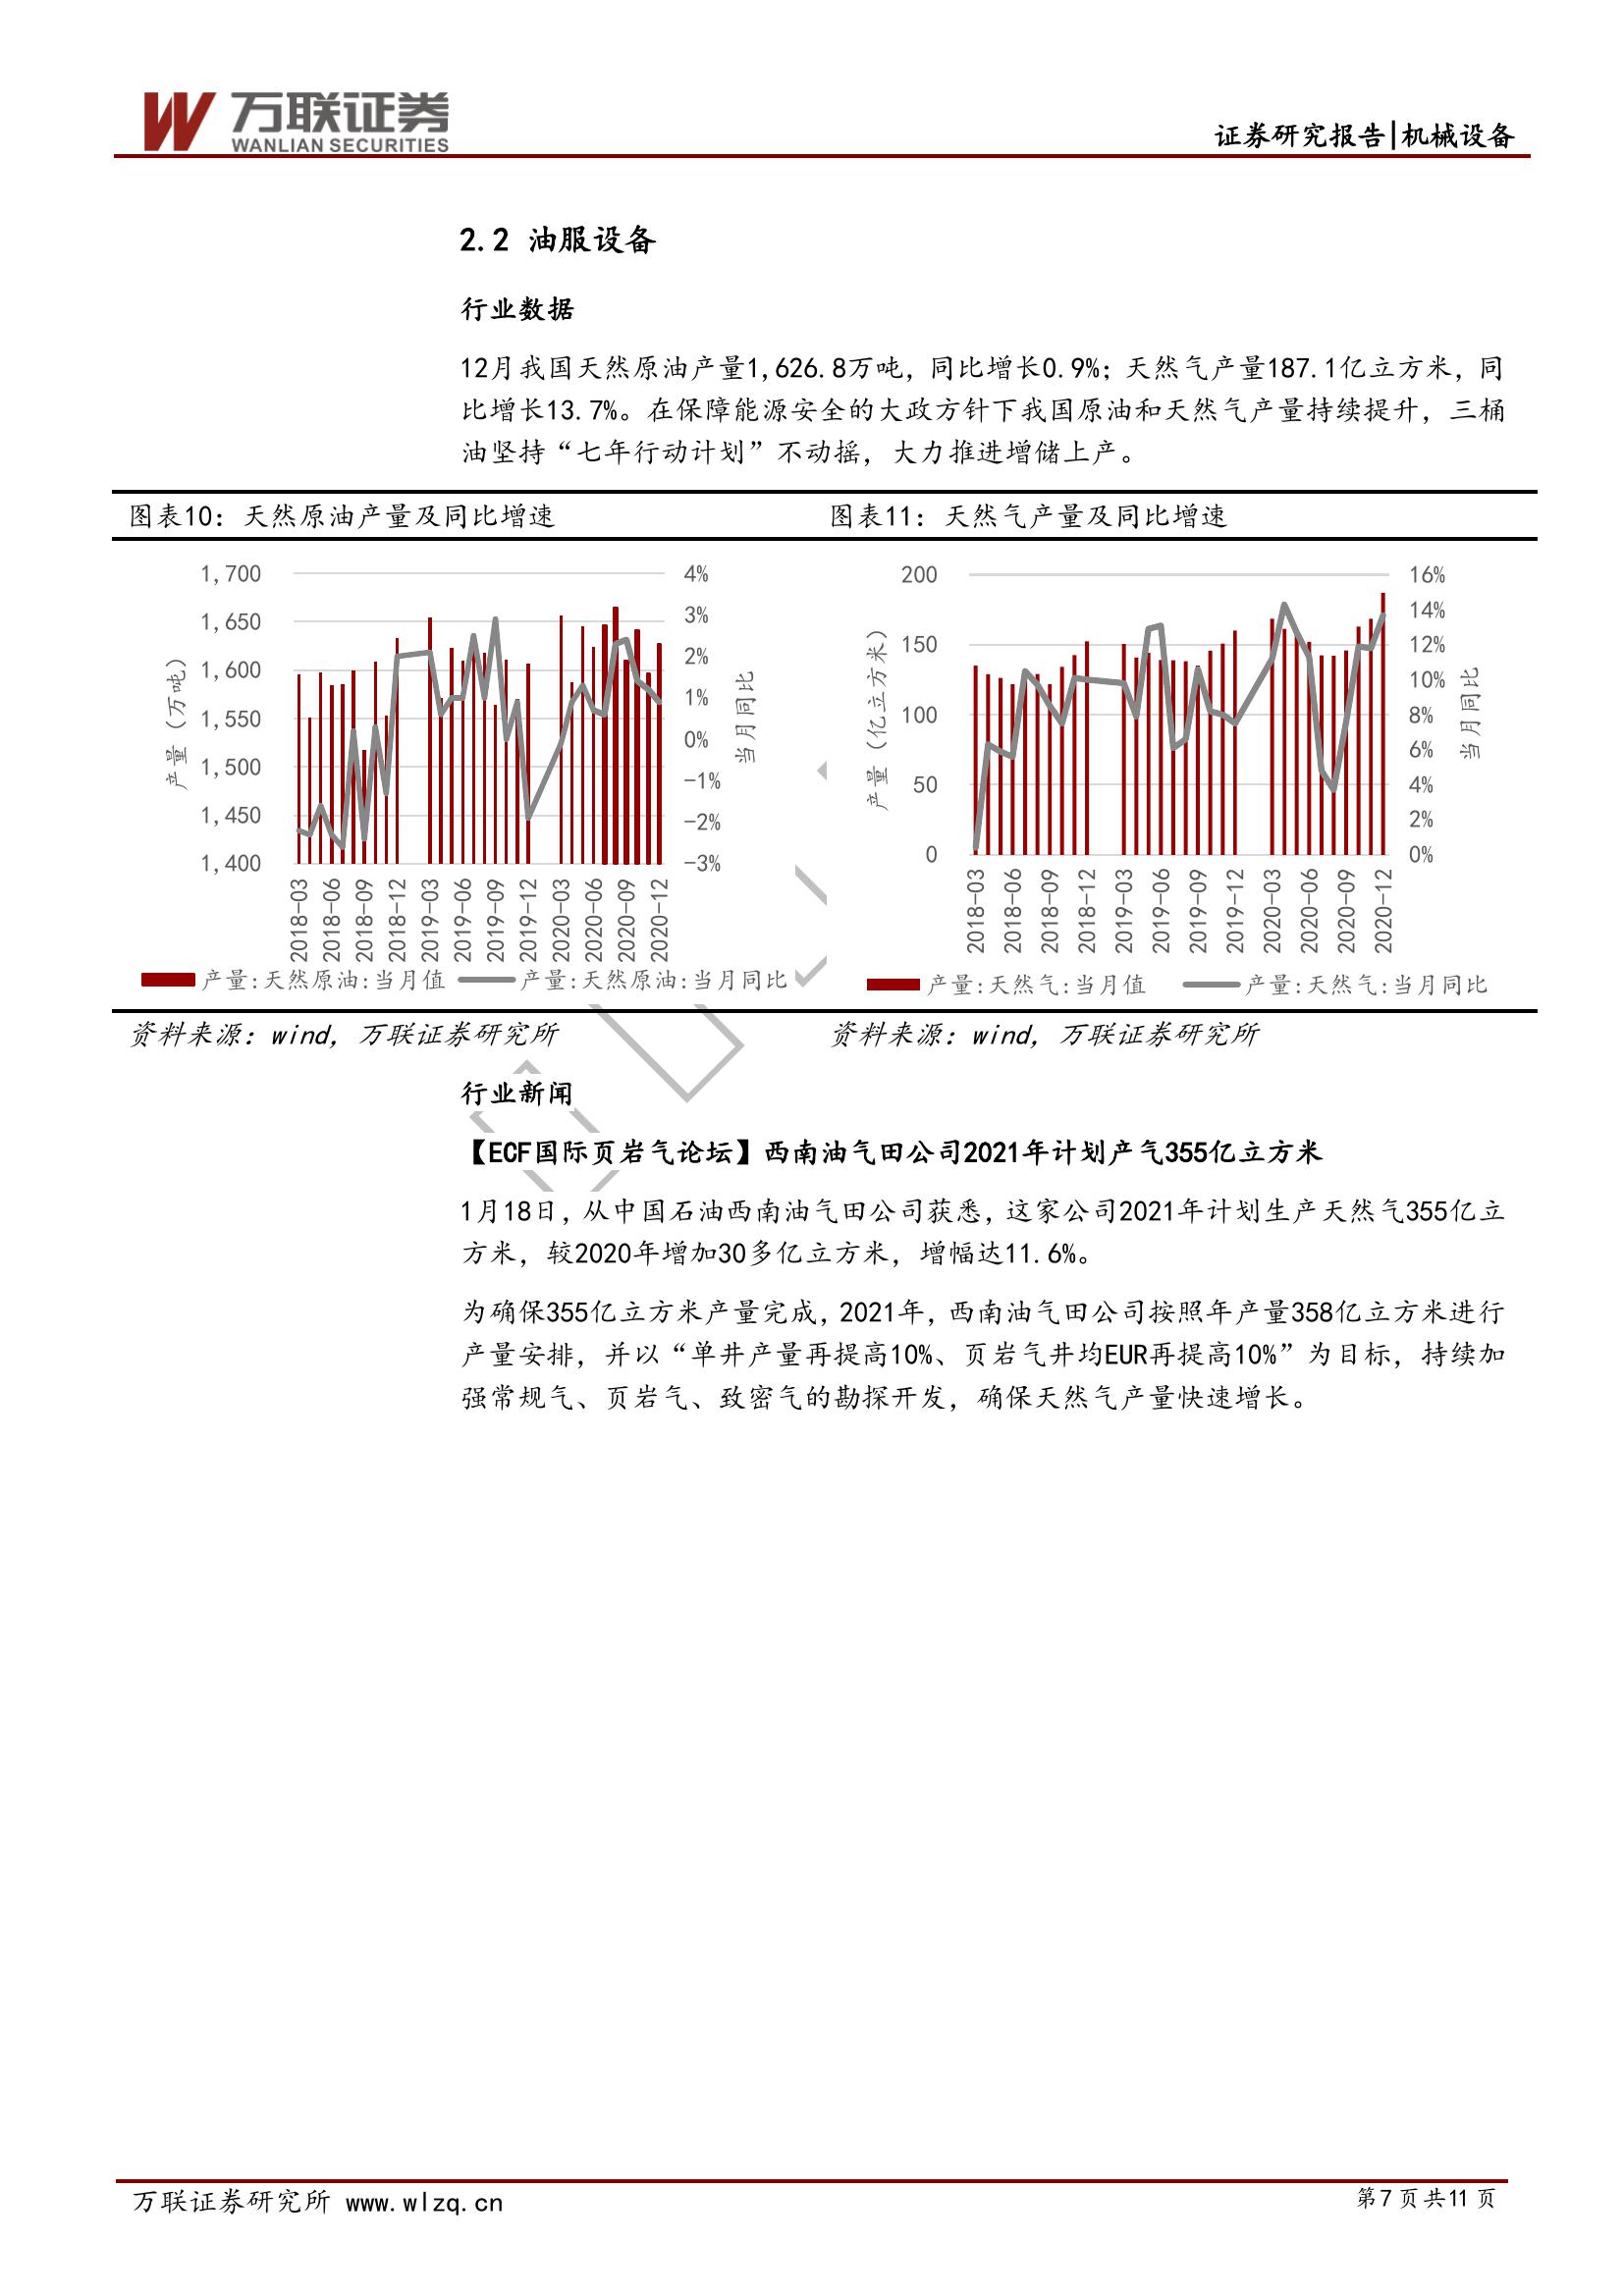 万联证券
WANLIAN SECURITIES
证券研究报告|机械设备
2.2 油服设备
行业数据
12月我国天然原油产量1,626.8万吨，同比增长0.9%；天然气产量187.1亿立方米，同
比增长13.7%。在保障能源安全的大政方针下我国原油和天然气产量持续提升，三桶
油坚持“七年行动计划”不动摇，大力推进增储上产。
图表10：天然原油产量及同比增速
图表11：天然气产量及同比增速
产量（万吨）
1,700
1,650
1,600
1,550
1,500
1,450
1,400
4%
3%
2%
1%
0%
-1%
-2%
-3%
当月同比
2018-03
2018-06
2018-09
2018-12
2019-03
2019-06
2019-09
2019-12
2020-03
2020-06
2020-09
2020-12
产量:天然原油:当月值
产量:天然原油:当月同比
产量（亿立方米）
200
150
100
50
0
16%
14%
12%
10%
8%
6%
4%
2%
0%
当月同比
2018-03
2018-06
2018-09
2018-12
2019-03
2019-06
2019-09
2019-12
2020-03
2020-06
2020-09
2020-12
产量:天然气:当月值
产量:天然气:当月同比
资料来源：wind，万联证券研究所
资料来源：wind，万联证券研究所
行业新闻
【ECF国际页岩气论坛】西南油气田公司2021年计划产气355亿立方米
1月18日，从中国石油西南油气田公司获悉，这家公司2021年计划生产天然气355亿立
方米，较2020年增加30多亿立方米，增幅达11.6%。
为确保355亿立方米产量完成，2021年，西南油气田公司按照年产量358亿立方米进行
产量安排，并以“单井产量再提高10%、页岩气井均EUR再提高10%”为目标，持续加
强常规气、页岩气、致密气的勘探开发，确保天然气产量快速增长。
万联证券研究所 www.wlzq.cn
第7页共11页